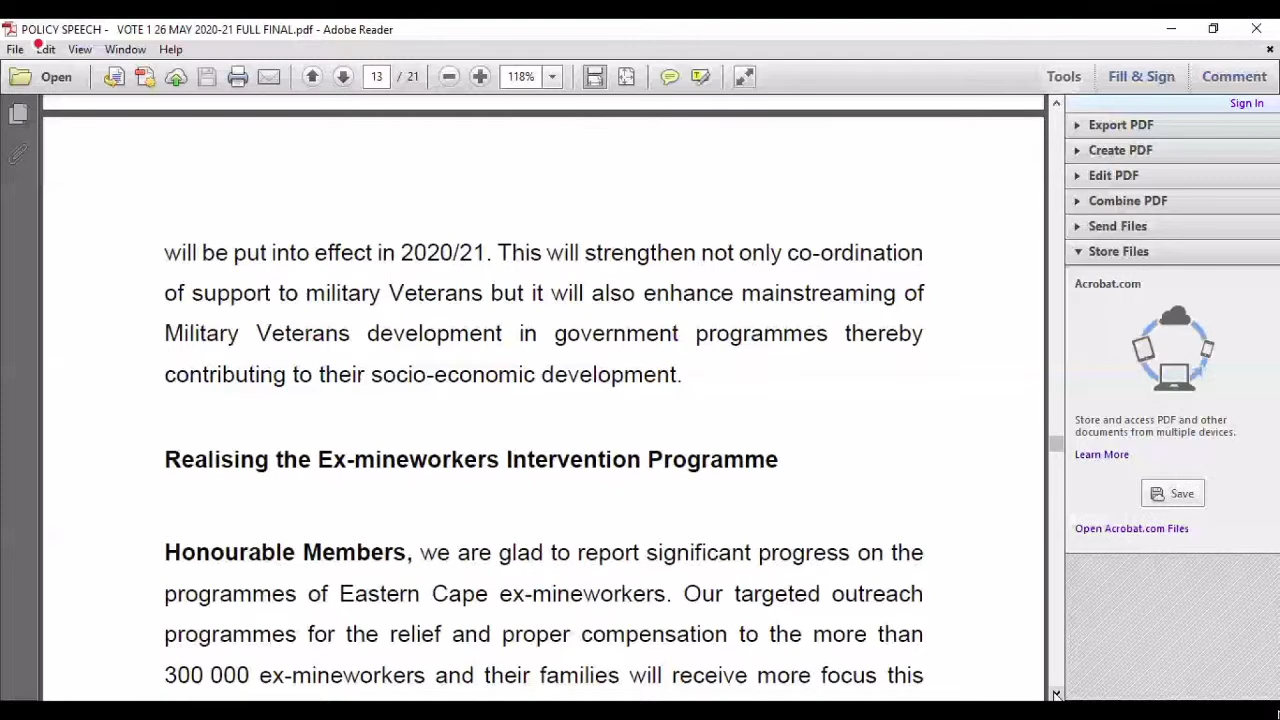 POLICY SPEECH - VOTE 1 26 MAY 2020-21 FULL FINAL.pdf - Adobe Reader
File Edit View Window Help
Open 13 / 21 118% Tools Fill & Sign Comment
Sign In
Export PDF
Create PDF
Edit PDF
Combine PDF
Send Files
Store Files
Acrobat.com
Store and access PDF and other
documents from multiple devices.
Learn More
Save
Open Acrobat.com Files
will be put into effect in 2020/21. This will strengthen not only co-ordination
of support to military Veterans but it will also enhance mainstreaming of
Military Veterans development in government programmes thereby
contributing to their socio-economic development.
Realising the Ex-mineworkers Intervention Programme
Honourable Members, we are glad to report significant progress on the
programmes of Eastern Cape ex-mineworkers. Our targeted outreach
programmes for the relief and proper compensation to the more than
300 000 ex-mineworkers and their families will receive more focus this